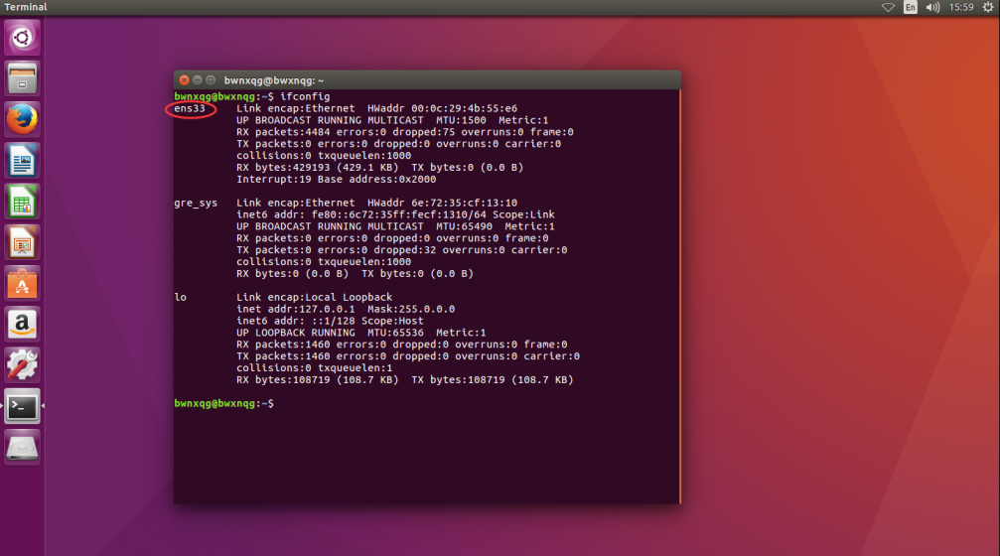 Terminal
En
15:59
bwnxqg@bwxnqg: ~
bwnxqg@bwxnqg:~$ ifconfig
ens33     Link encap:Ethernet  HWaddr 00:0c:29:4b:55:e6
          UP BROADCAST RUNNING MULTICAST  MTU:1500  Metric:1
          RX packets:4484 errors:0 dropped:75 overruns:0 frame:0
          TX packets:0 errors:0 dropped:0 overruns:0 carrier:0
          collisions:0 txqueuelen:1000
          RX bytes:429193 (429.1 KB)  TX bytes:0 (0.0 B)
          Interrupt:19 Base address:0x2000
gre_sys   Link encap:Ethernet  HWaddr 6e:72:35:cf:13:10
          inet6 addr: fe80::6c72:35ff:fecf:1310/64 Scope:Link
          UP BROADCAST RUNNING MULTICAST  MTU:65490  Metric:1
          RX packets:0 errors:0 dropped:0 overruns:0 frame:0
          TX packets:0 errors:0 dropped:32 overruns:0 carrier:0
          collisions:0 txqueuelen:1000
          RX bytes:0 (0.0 B)  TX bytes:0 (0.0 B)
lo        Link encap:Local Loopback
          inet addr:127.0.0.1  Mask:255.0.0.0
          inet6 addr: ::1/128 Scope:Host
          UP LOOPBACK RUNNING  MTU:65536  Metric:1
          RX packets:1460 errors:0 dropped:0 overruns:0 frame:0
          TX packets:1460 errors:0 dropped:0 overruns:0 carrier:0
          collisions:0 txqueuelen:1
          RX bytes:108719 (108.7 KB)  TX bytes:108719 (108.7 KB)
bwnxqg@bwxnqg:~$